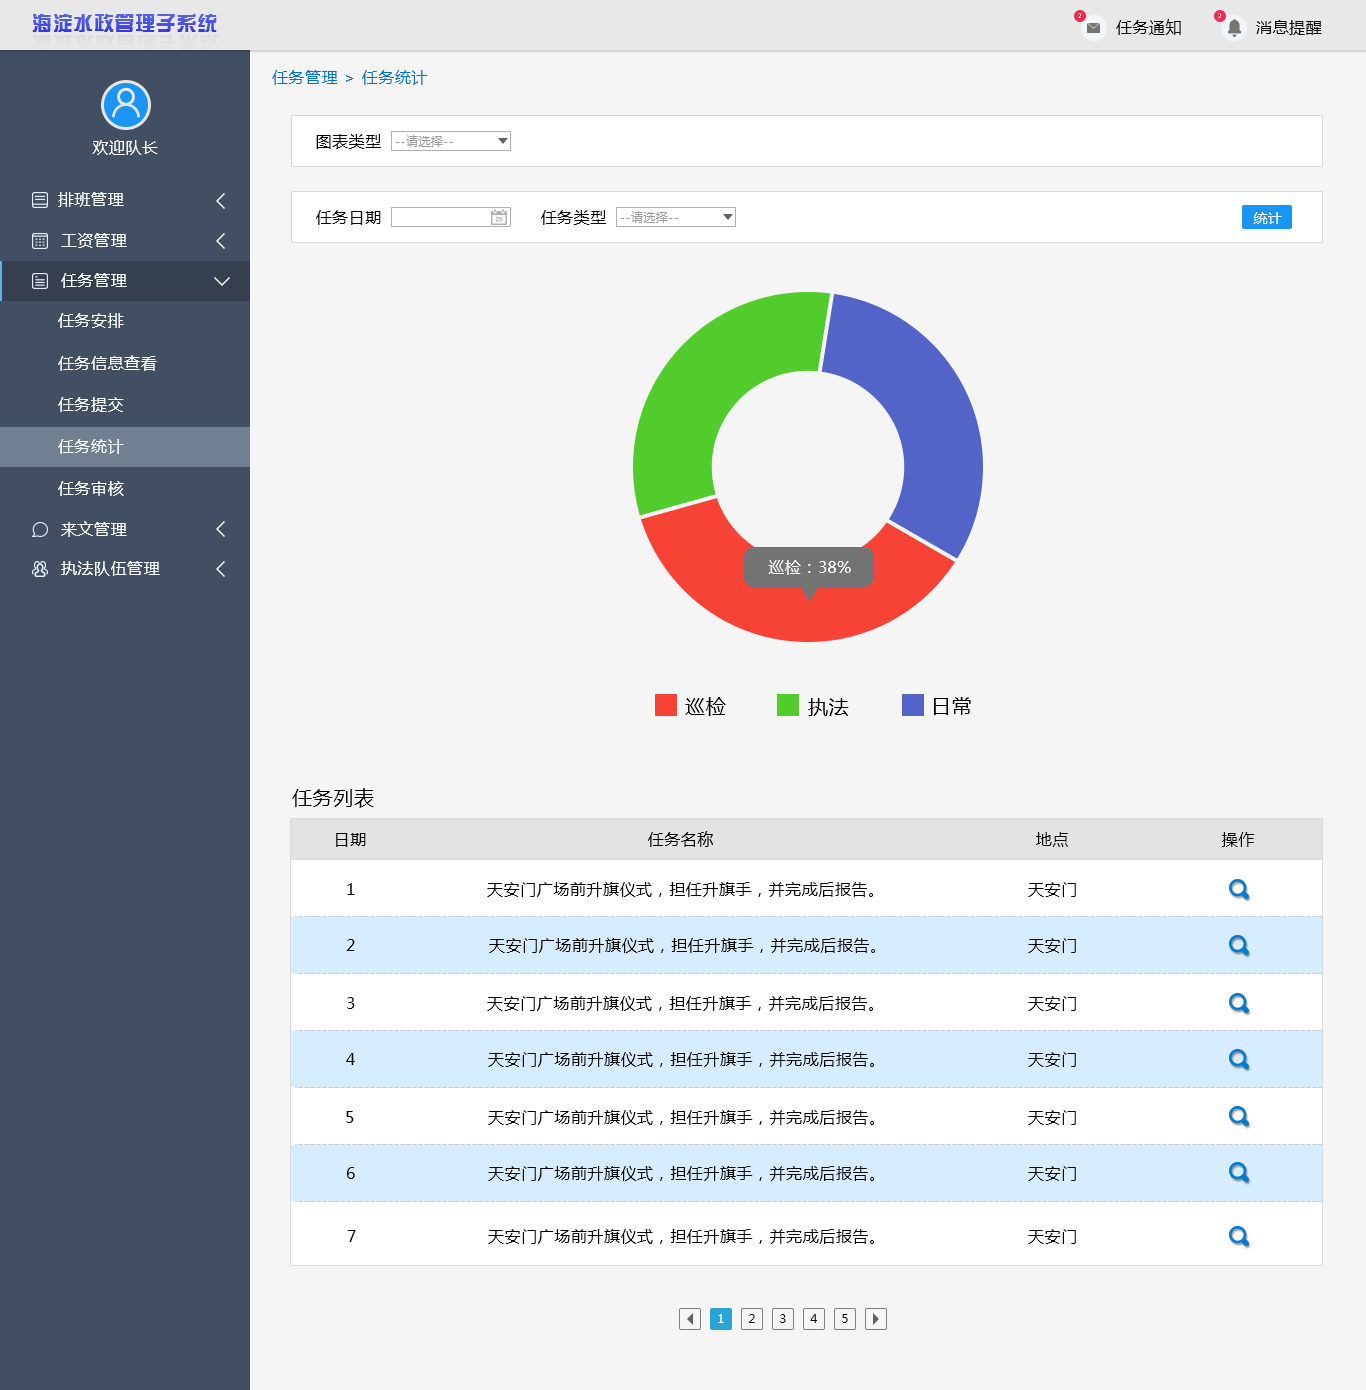 海淀水政管理子系统
2 任务通知 2 消息提醒
欢迎队长
排班管理
工资管理
任务管理
任务安排
任务信息查看
任务提交
任务统计
任务审核
来文管理
执法队伍管理
任务管理 > 任务统计
图表类型 --请选择--
任务日期 25 任务类型 --请选择-- 统计
巡检：38%
巡检 执法 日常
任务列表
日期 任务名称 地点 操作
1 天安门广场前升旗仪式，担任升旗手，并完成后报告。 天安门
2 天安门广场前升旗仪式，担任升旗手，并完成后报告。 天安门
3 天安门广场前升旗仪式，担任升旗手，并完成后报告。 天安门
4 天安门广场前升旗仪式，担任升旗手，并完成后报告。 天安门
5 天安门广场前升旗仪式，担任升旗手，并完成后报告。 天安门
6 天安门广场前升旗仪式，担任升旗手，并完成后报告。 天安门
7 天安门广场前升旗仪式，担任升旗手，并完成后报告。 天安门
1 2 3 4 5